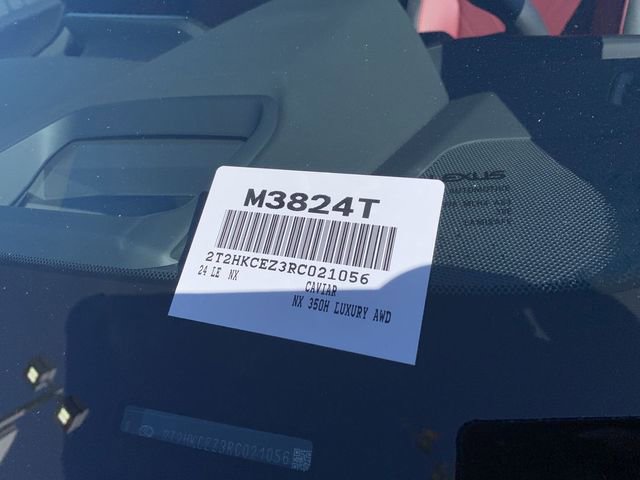 M3824T
2T2HKCEZ3RC021056
24 LE NX
CAVIAR
NX 350H LUXURY AWD
LEXUS
2T2HKCEZ3RC021056